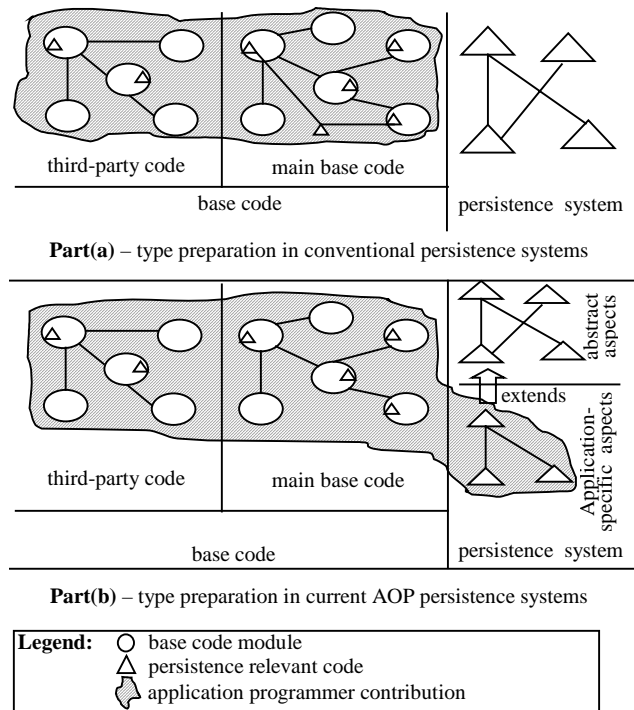 third-party code
main base code
base code
persistence system
Part(a) – type preparation in conventional persistence systems
abstract
aspects
extends
Application-
specific aspects
third-party code
main base code
base code
persistence system
Part(b) – type preparation in current AOP persistence systems
Legend:
base code module
persistence relevant code
application programmer contribution